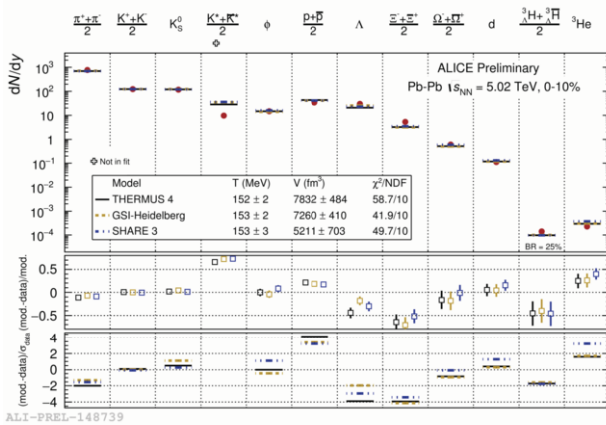 π⁺+π⁻/2 K⁺+K⁻/2 K⁰S K*+K̄*/2 ϕ p+p̄/2 Λ Ξ⁻+Ξ̄⁺/2 Ω⁻+Ω̄⁺/2 d ³ΛH+³Λ̄H̄/2 ³He
dN/dy
ALICE Preliminary
Pb-Pb √sNN = 5.02 TeV, 0-10%
10³
10²
10
1
10⁻¹
10⁻²
10⁻³
10⁻⁴
Not in fit
Model T (MeV) V (fm³) χ²/NDF
THERMUS 4 152 ± 2 7832 ± 484 58.7/10
GSI-Heidelberg 153 ± 2 7260 ± 410 41.9/10
SHARE 3 153 ± 3 5211 ± 703 49.7/10
BR = 25%
(mod.-data)/mod.
0.5
0.0
−0.5
(mod.-data)/σdata
4
2
0
−2
−4
ALI-PREL-148739